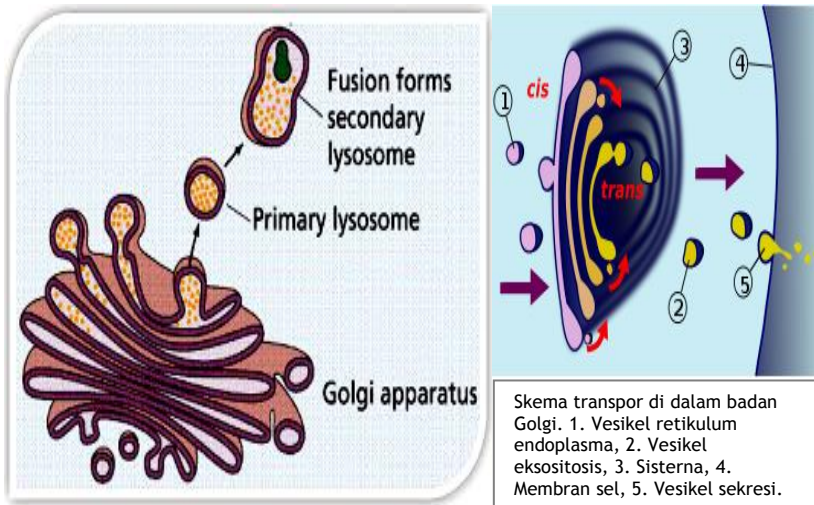 Fusion forms
secondary
lysosome
Primary lysosome
Golgi apparatus
cis
trans
1
2
3
4
5
Skema transpor di dalam badan
Golgi. 1. Vesikel retikulum
endoplasma, 2. Vesikel
eksositosis, 3. Sisterna, 4.
Membran sel, 5. Vesikel sekresi.